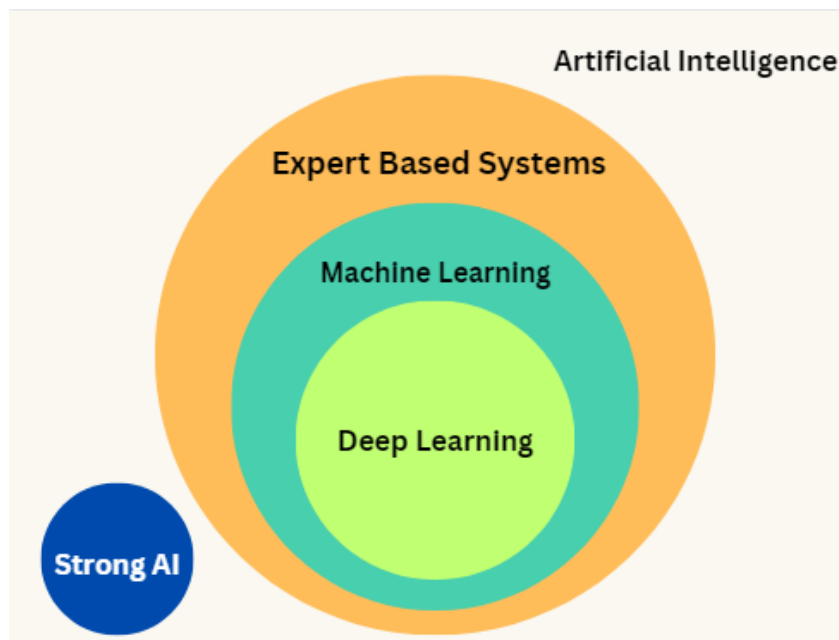 Artificial Intelligence
Expert Based Systems
Machine Learning
Deep Learning
Strong AI